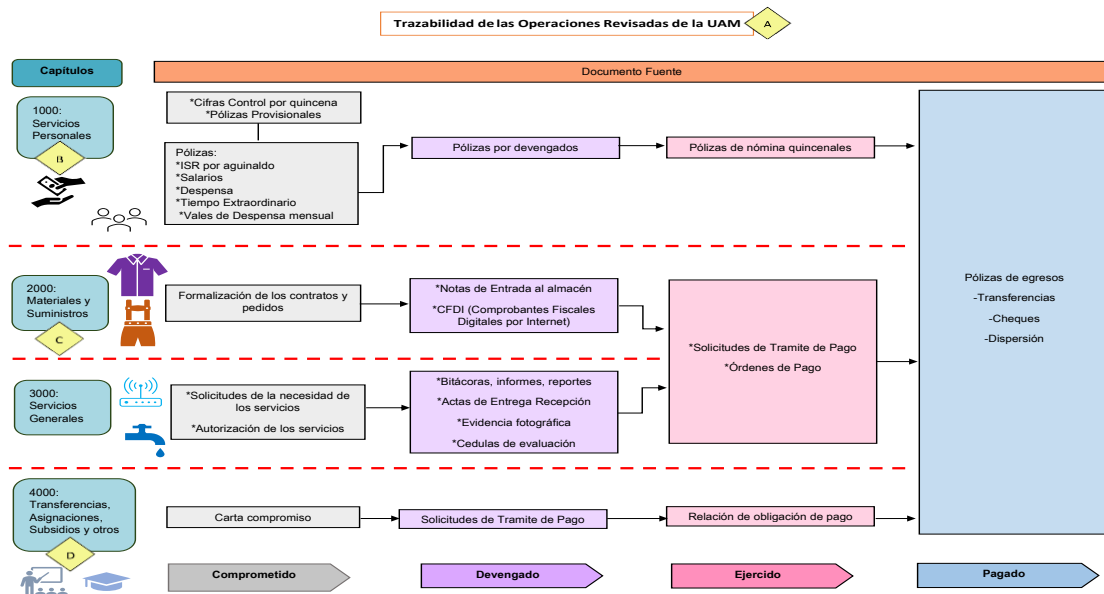 Trazabilidad de las Operaciones Revisadas de la UAM
A
Capítulos
Documento Fuente
1000:
Servicios
Personales
B
*Cifras Control por quincena
*Pólizas Provisionales
Pólizas:
*ISR por aguinaldo
*Salarios
*Despensa
*Tiempo Extraordinario
*Vales de Despensa mensual
Pólizas por devengados
Pólizas de nómina quincenales
2000:
Materiales y
Suministros
C
Formalización de los contratos y
pedidos
*Notas de Entrada al almacén
*CFDI (Comprobantes Fiscales
Digitales por Internet)
3000:
Servicios
Generales
*Solicitudes de la necesidad de
los servicios
*Autorización de los servicios
*Bitácoras, informes, reportes
*Actas de Entrega Recepción
*Evidencia fotográfica
*Cedulas de evaluación
*Solicitudes de Tramite de Pago
*Órdenes de Pago
4000:
Transferencias,
Asignaciones,
Subsidios y otros
D
Carta compromiso
Solicitudes de Tramite de Pago
Relación de obligación de pago
Pólizas de egresos
-Transferencias
-Cheques
-Dispersión
Comprometido
Devengado
Ejercido
Pagado